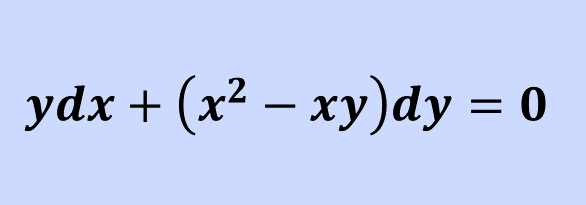 ydx + (x² − xy)dy = 0